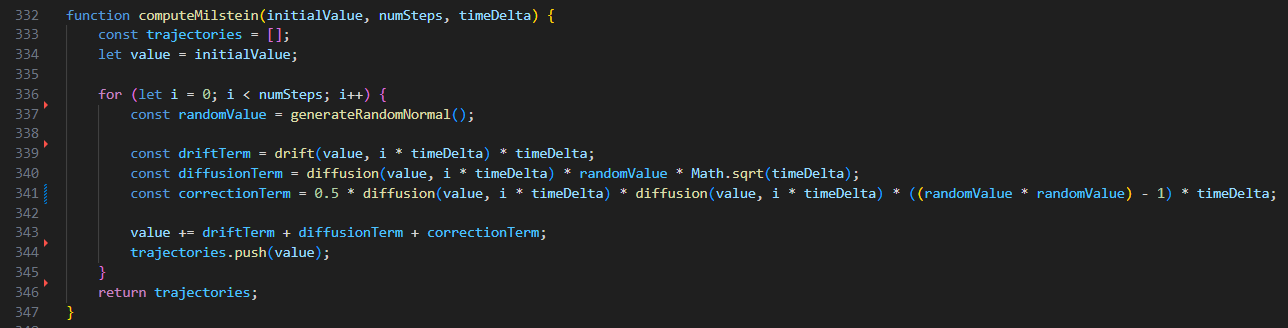 332 function computeMilstein(initialValue, numSteps, timeDelta) {
333 const trajectories = [];
334 let value = initialValue;
335
336 for (let i = 0; i < numSteps; i++) {
337 const randomValue = generateRandomNormal();
338
339 const driftTerm = drift(value, i * timeDelta) * timeDelta;
340 const diffusionTerm = diffusion(value, i * timeDelta) * randomValue * Math.sqrt(timeDelta);
341 const correctionTerm = 0.5 * diffusion(value, i * timeDelta) * diffusion(value, i * timeDelta) * ((randomValue * randomValue) - 1) * timeDelta;
342
343 value += driftTerm + diffusionTerm + correctionTerm;
344 trajectories.push(value);
345 }
346 return trajectories;
347 }